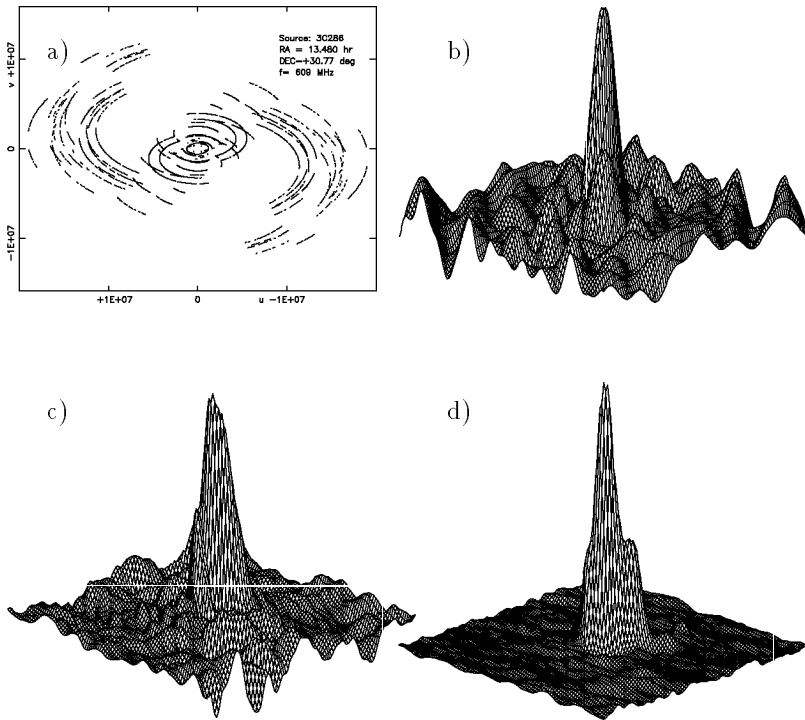 a)
Source: 3C286
RA = 13.480 hr
DEC=+30.77 deg
f= 609 MHz
v +1E+07
0
-1E+07
+1E+07 0 u -1E+07
b)
c)
d)